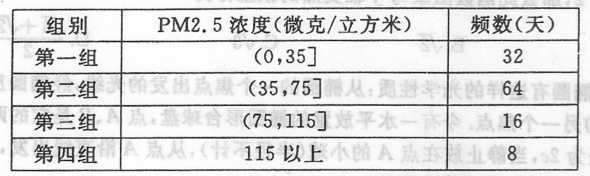 组别 PM2.5浓度(微克/立方米) 频数(天)
第一组 (0,35] 32
第二组 (35,75] 64
第三组 (75,115] 16
第四组 115以上 8